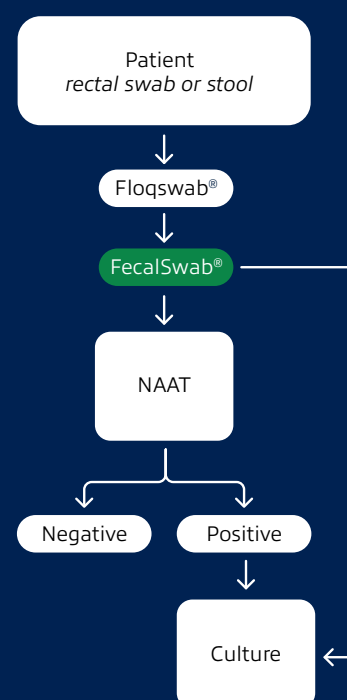 Patient
rectal swab or stool
Floqswab®
FecalSwab®
NAAT
Negative
Positive
Culture